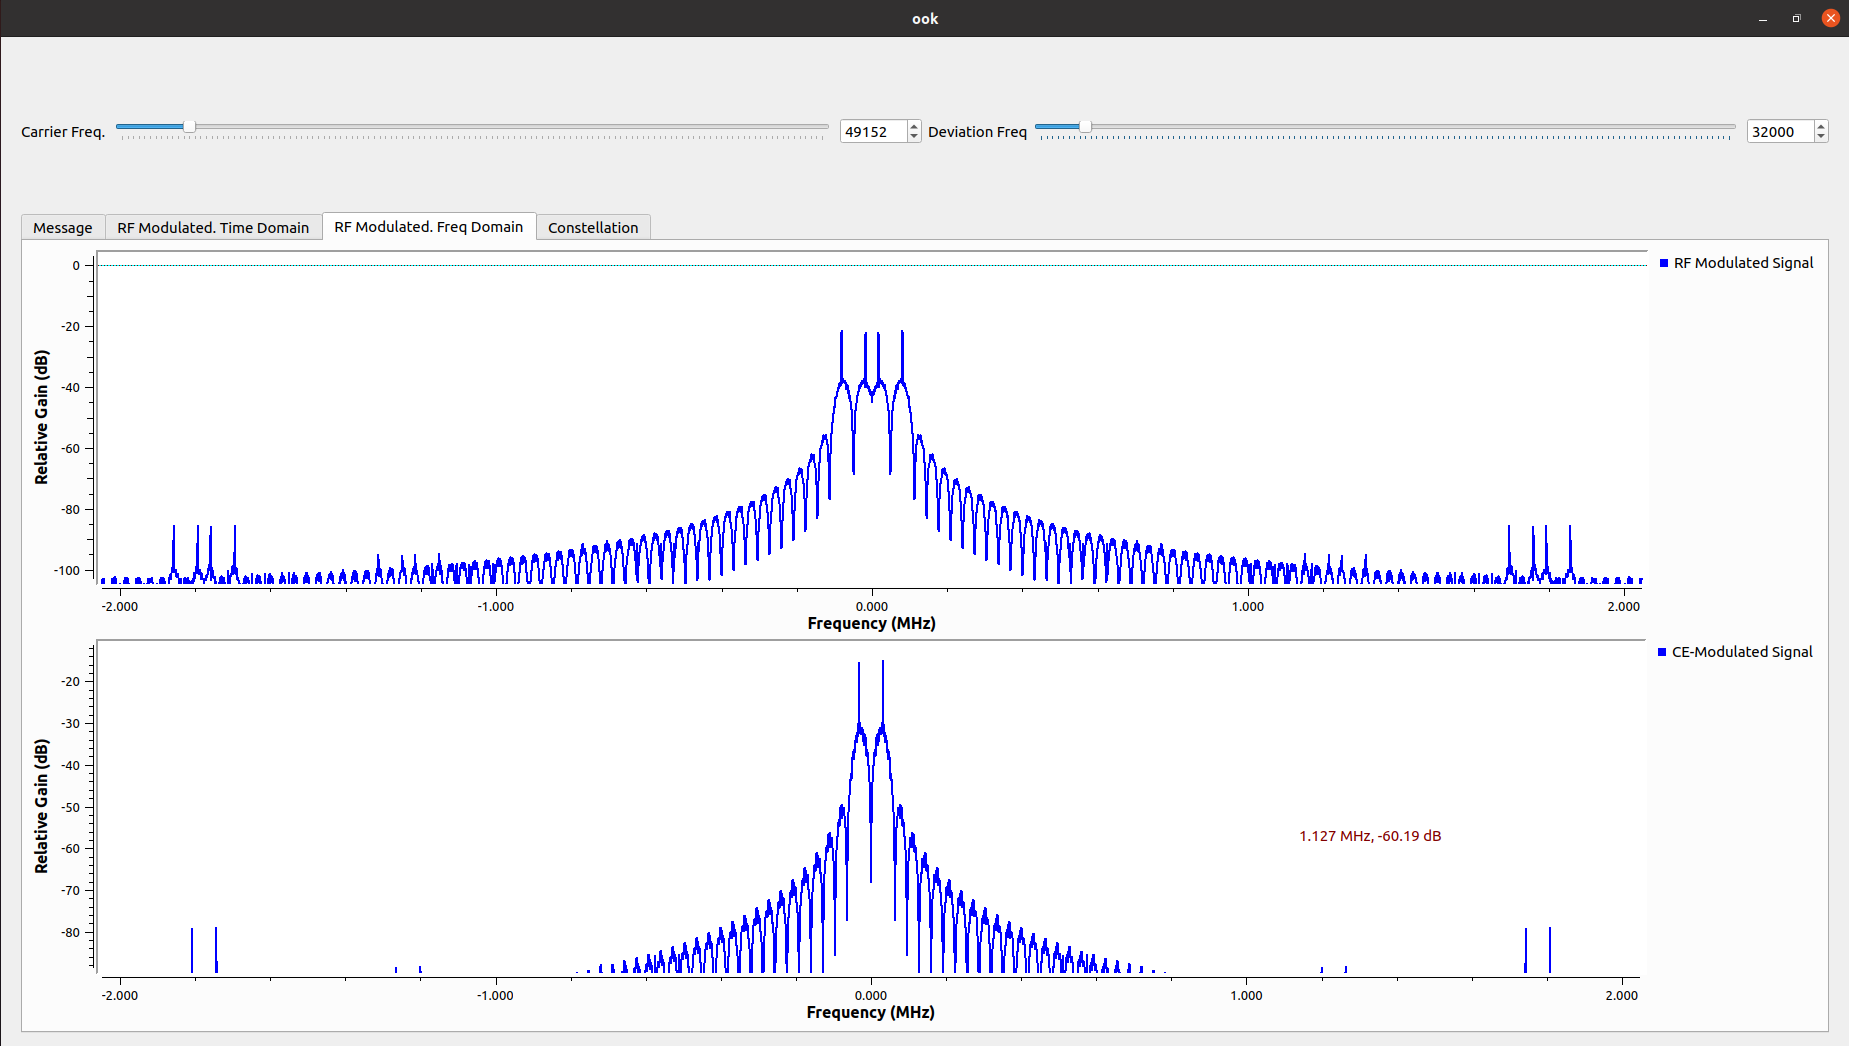 ook
Carrier Freq. 49152 Deviation Freq 32000
Message RF Modulated. Time Domain RF Modulated. Freq Domain Constellation
Relative Gain (dB)
0
-20
-40
-60
-80
-100
RF Modulated Signal
-2.000 -1.000 0.000 1.000 2.000
Frequency (MHz)
Relative Gain (dB)
-20
-30
-40
-50
-60
-70
-80
CE-Modulated Signal
1.127 MHz, -60.19 dB
-2.000 -1.000 0.000 1.000 2.000
Frequency (MHz)